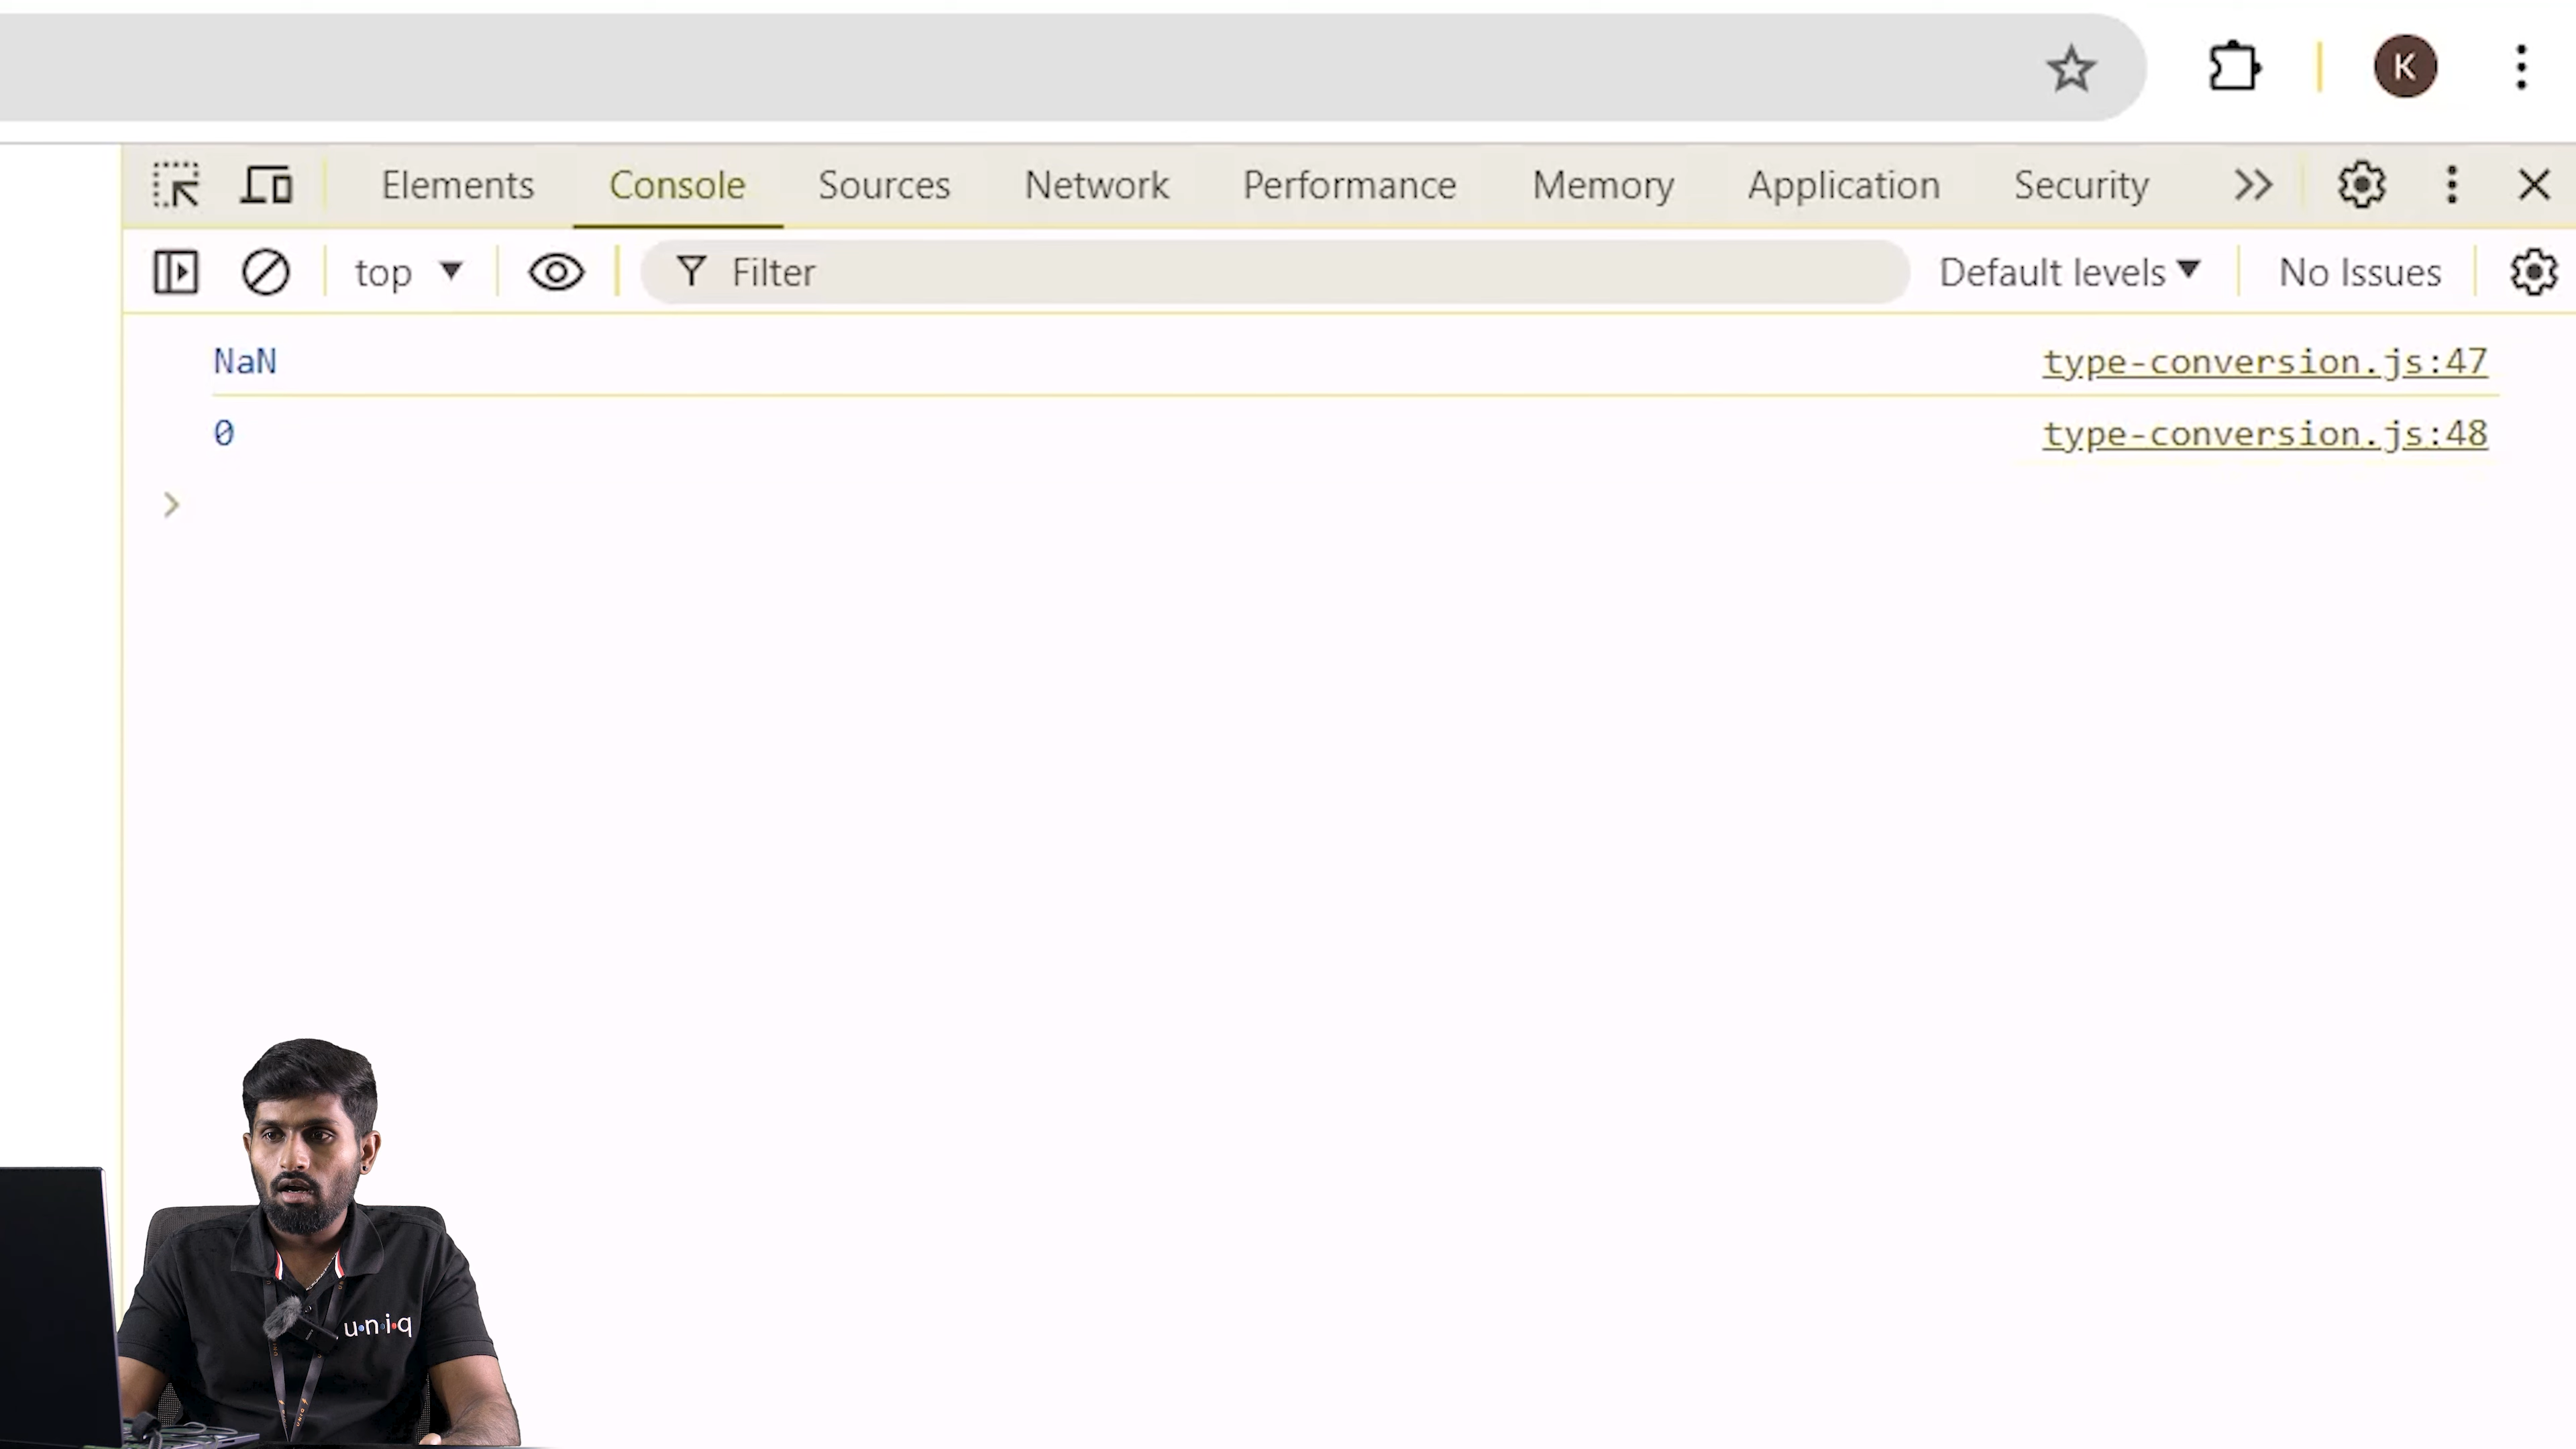 K
Elements Console Sources Network Performance Memory Application Security
top Filter Default levels No Issues
NaN type-conversion.js:47
0 type-conversion.js:48
u·n·i·q